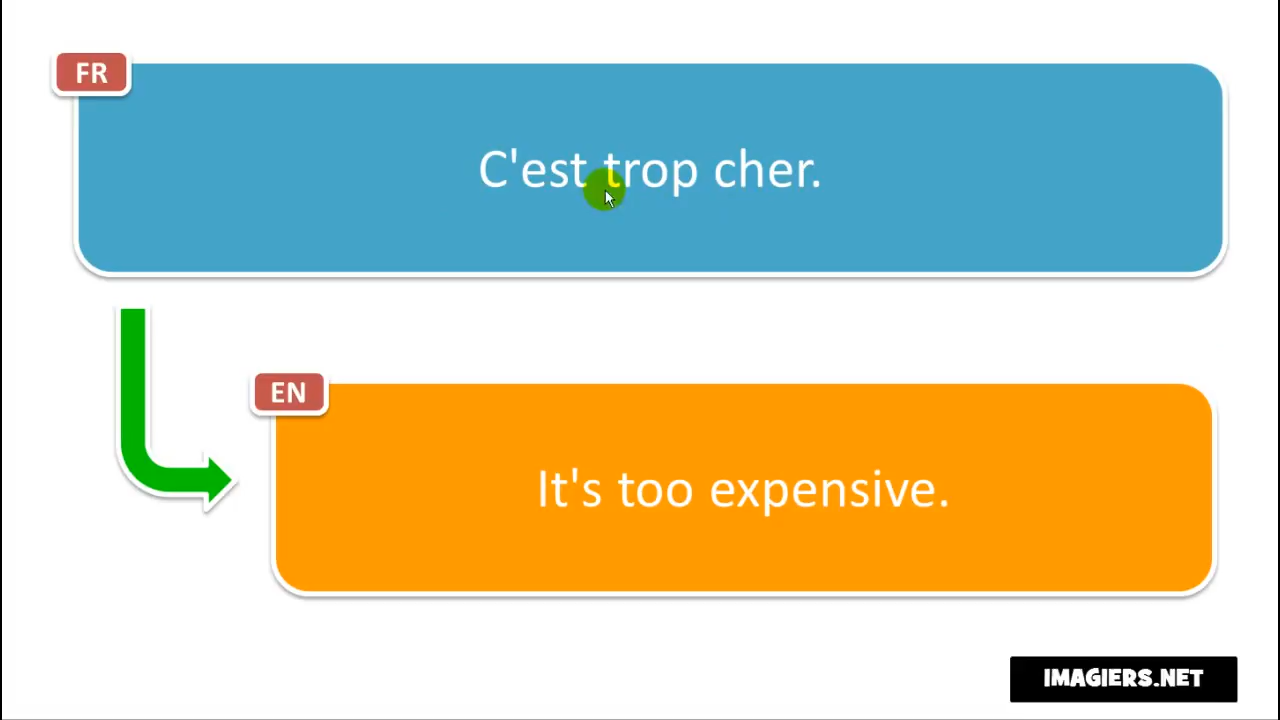 FR
C'est trop cher.
EN
It's too expensive.
IMAGIERS.NET